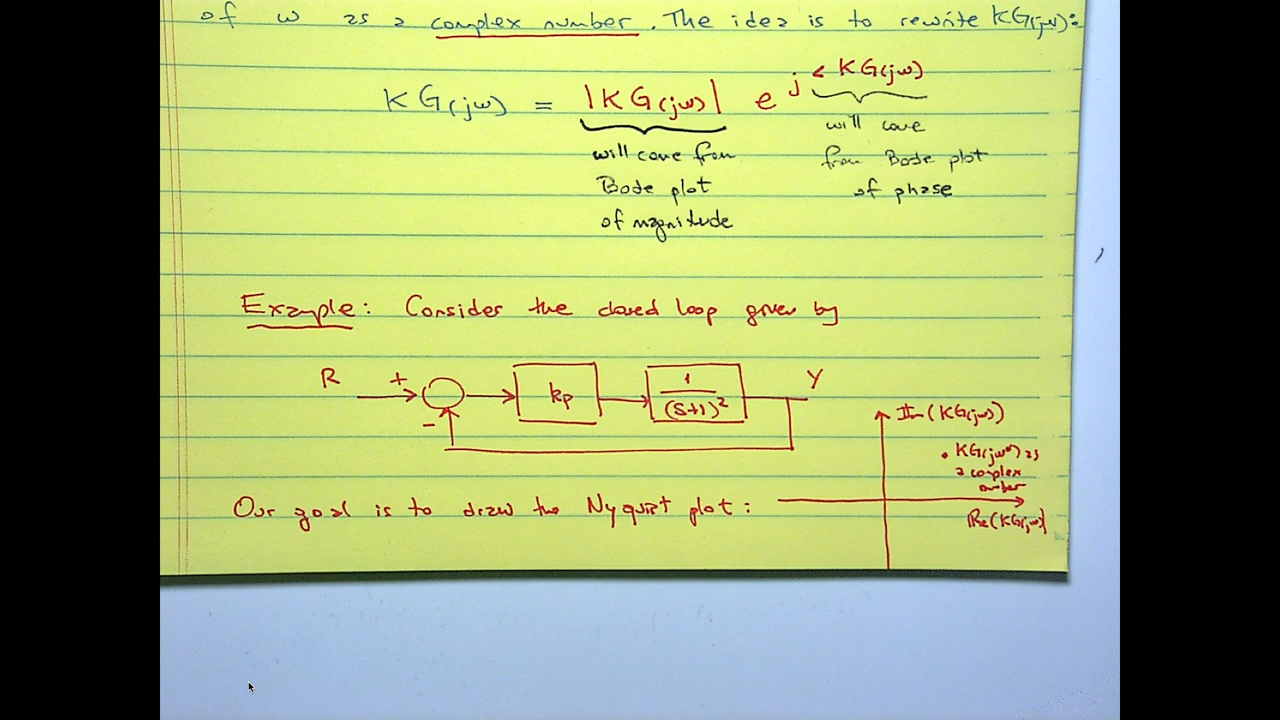 of ω as a complex number. The idea is to rewrite KG(jω):
KG(jω) = |KG(jω)| e^{j∢KG(jω)}
will come from
Bode plot
of magnitude
will come
from Bode plot
of phase
Example: Consider the closed loop given by
R + - kp 1/(s+1)² Y
Im(KG(jω))
KG(jω°) as
a complex
number
Re(KG(jω))
Our goal is to draw the Nyquist plot: